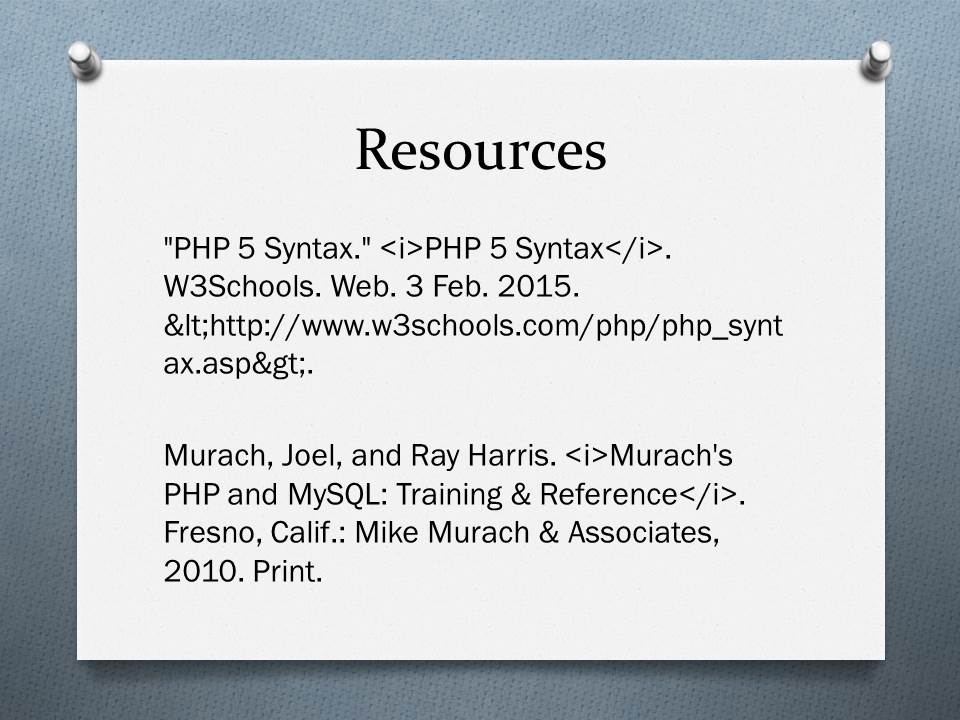 Resources
"PHP 5 Syntax." <i>PHP 5 Syntax</i>.
W3Schools. Web. 3 Feb. 2015.
&lt;http://www.w3schools.com/php/php_synt
ax.asp&gt;.
Murach, Joel, and Ray Harris. <i>Murach's
PHP and MySQL: Training & Reference</i>.
Fresno, Calif.: Mike Murach & Associates,
2010. Print.